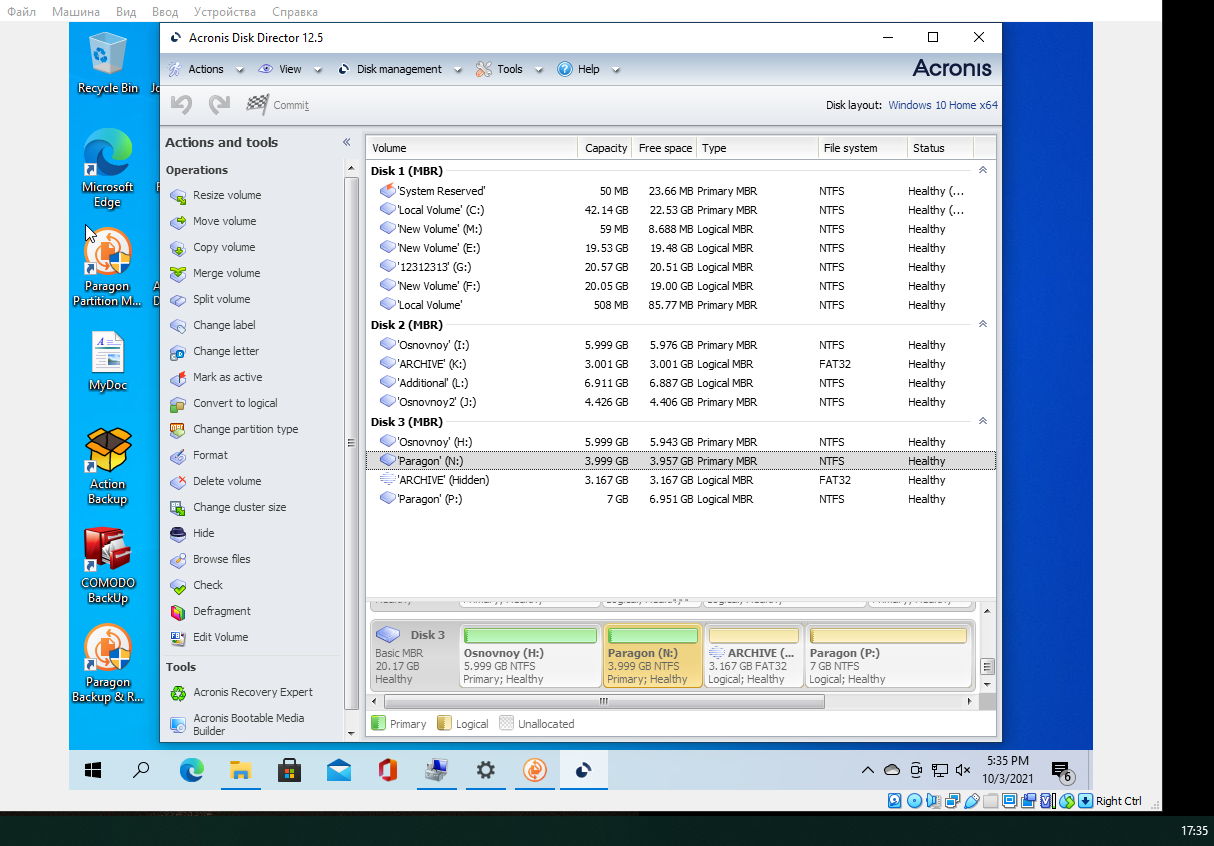 Файл Машина Вид Ввод Устройства Справка
Acronis Disk Director 12.5
Actions View Disk management Tools Help Acronis
Commit Disk layout: Windows 10 Home x64
Recycle Bin
Microsoft
Edge
Paragon
Partition M...
MyDoc
Action
Backup
COMODO
BackUp
Paragon
Backup & R...
Actions and tools «
Operations
Resize volume
Move volume
Copy volume
Merge volume
Split volume
Change label
Change letter
Mark as active
Convert to logical
Change partition type
Format
Delete volume
Change cluster size
Hide
Browse files
Check
Defragment
Edit Volume
Tools
Acronis Recovery Expert
Acronis Bootable Media
Builder
Volume Capacity Free space Type File system Status
Disk 1 (MBR)
'System Reserved' 50 MB 23.66 MB Primary MBR NTFS Healthy (...
'Local Volume' (C:) 42.14 GB 22.53 GB Primary MBR NTFS Healthy (...
'New Volume' (M:) 59 MB 8.688 MB Logical MBR NTFS Healthy
'New Volume' (E:) 19.53 GB 19.48 GB Logical MBR NTFS Healthy
'12312313' (G:) 20.57 GB 20.51 GB Logical MBR NTFS Healthy
'New Volume' (F:) 20.05 GB 19.00 GB Logical MBR NTFS Healthy
'Local Volume' 508 MB 85.77 MB Primary MBR NTFS Healthy
Disk 2 (MBR)
'Osnovnoy' (I:) 5.999 GB 5.976 GB Primary MBR NTFS Healthy
'ARCHIVE' (K:) 3.001 GB 3.001 GB Logical MBR FAT32 Healthy
'Additional' (L:) 6.911 GB 6.887 GB Logical MBR NTFS Healthy
'Osnovnoy2' (J:) 4.426 GB 4.406 GB Primary MBR NTFS Healthy
Disk 3 (MBR)
'Osnovnoy' (H:) 5.999 GB 5.943 GB Primary MBR NTFS Healthy
'Paragon' (N:) 3.999 GB 3.957 GB Primary MBR NTFS Healthy
'ARCHIVE' (Hidden) 3.167 GB 3.167 GB Logical MBR FAT32 Healthy
'Paragon' (P:) 7 GB 6.951 GB Logical MBR NTFS Healthy
Disk 3
Basic MBR
20.17 GB
Healthy
Osnovnoy (H:)
5.999 GB NTFS
Primary; Healthy
Paragon (N:)
3.999 GB NTFS
Primary; Healthy
ARCHIVE (...
3.167 GB FAT32
Logical; Healthy
Paragon (P:)
7 GB NTFS
Logical; Healthy
Primary Logical Unallocated
5:35 PM
10/3/2021
6
Right Ctrl
17:35